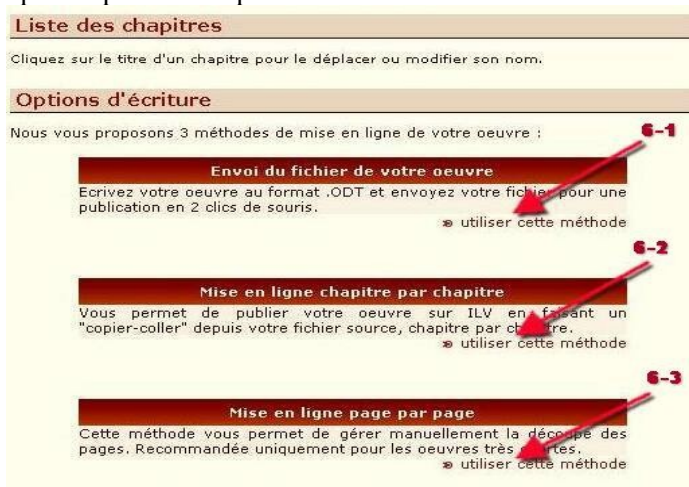 Liste des chapitres
Cliquez sur le titre d'un chapitre pour le déplacer ou modifier son nom.
Options d'écriture
Nous vous proposons 3 méthodes de mise en ligne de votre oeuvre :
6-1
Envoi du fichier de votre oeuvre
Ecrivez votre oeuvre au format .ODT et envoyez votre fichier pour une
publication en 2 clics de souris.
» utiliser cette méthode
6-2
Mise en ligne chapitre par chapitre
Vous permet de publier votre oeuvre sur ILV en faisant un
"copier-coller" depuis votre fichier source, chapitre par chapitre.
» utiliser cette méthode
6-3
Mise en ligne page par page
Cette méthode vous permet de gérer manuellement la découpe des
pages. Recommandée uniquement pour les oeuvres très courtes.
» utiliser cette méthode